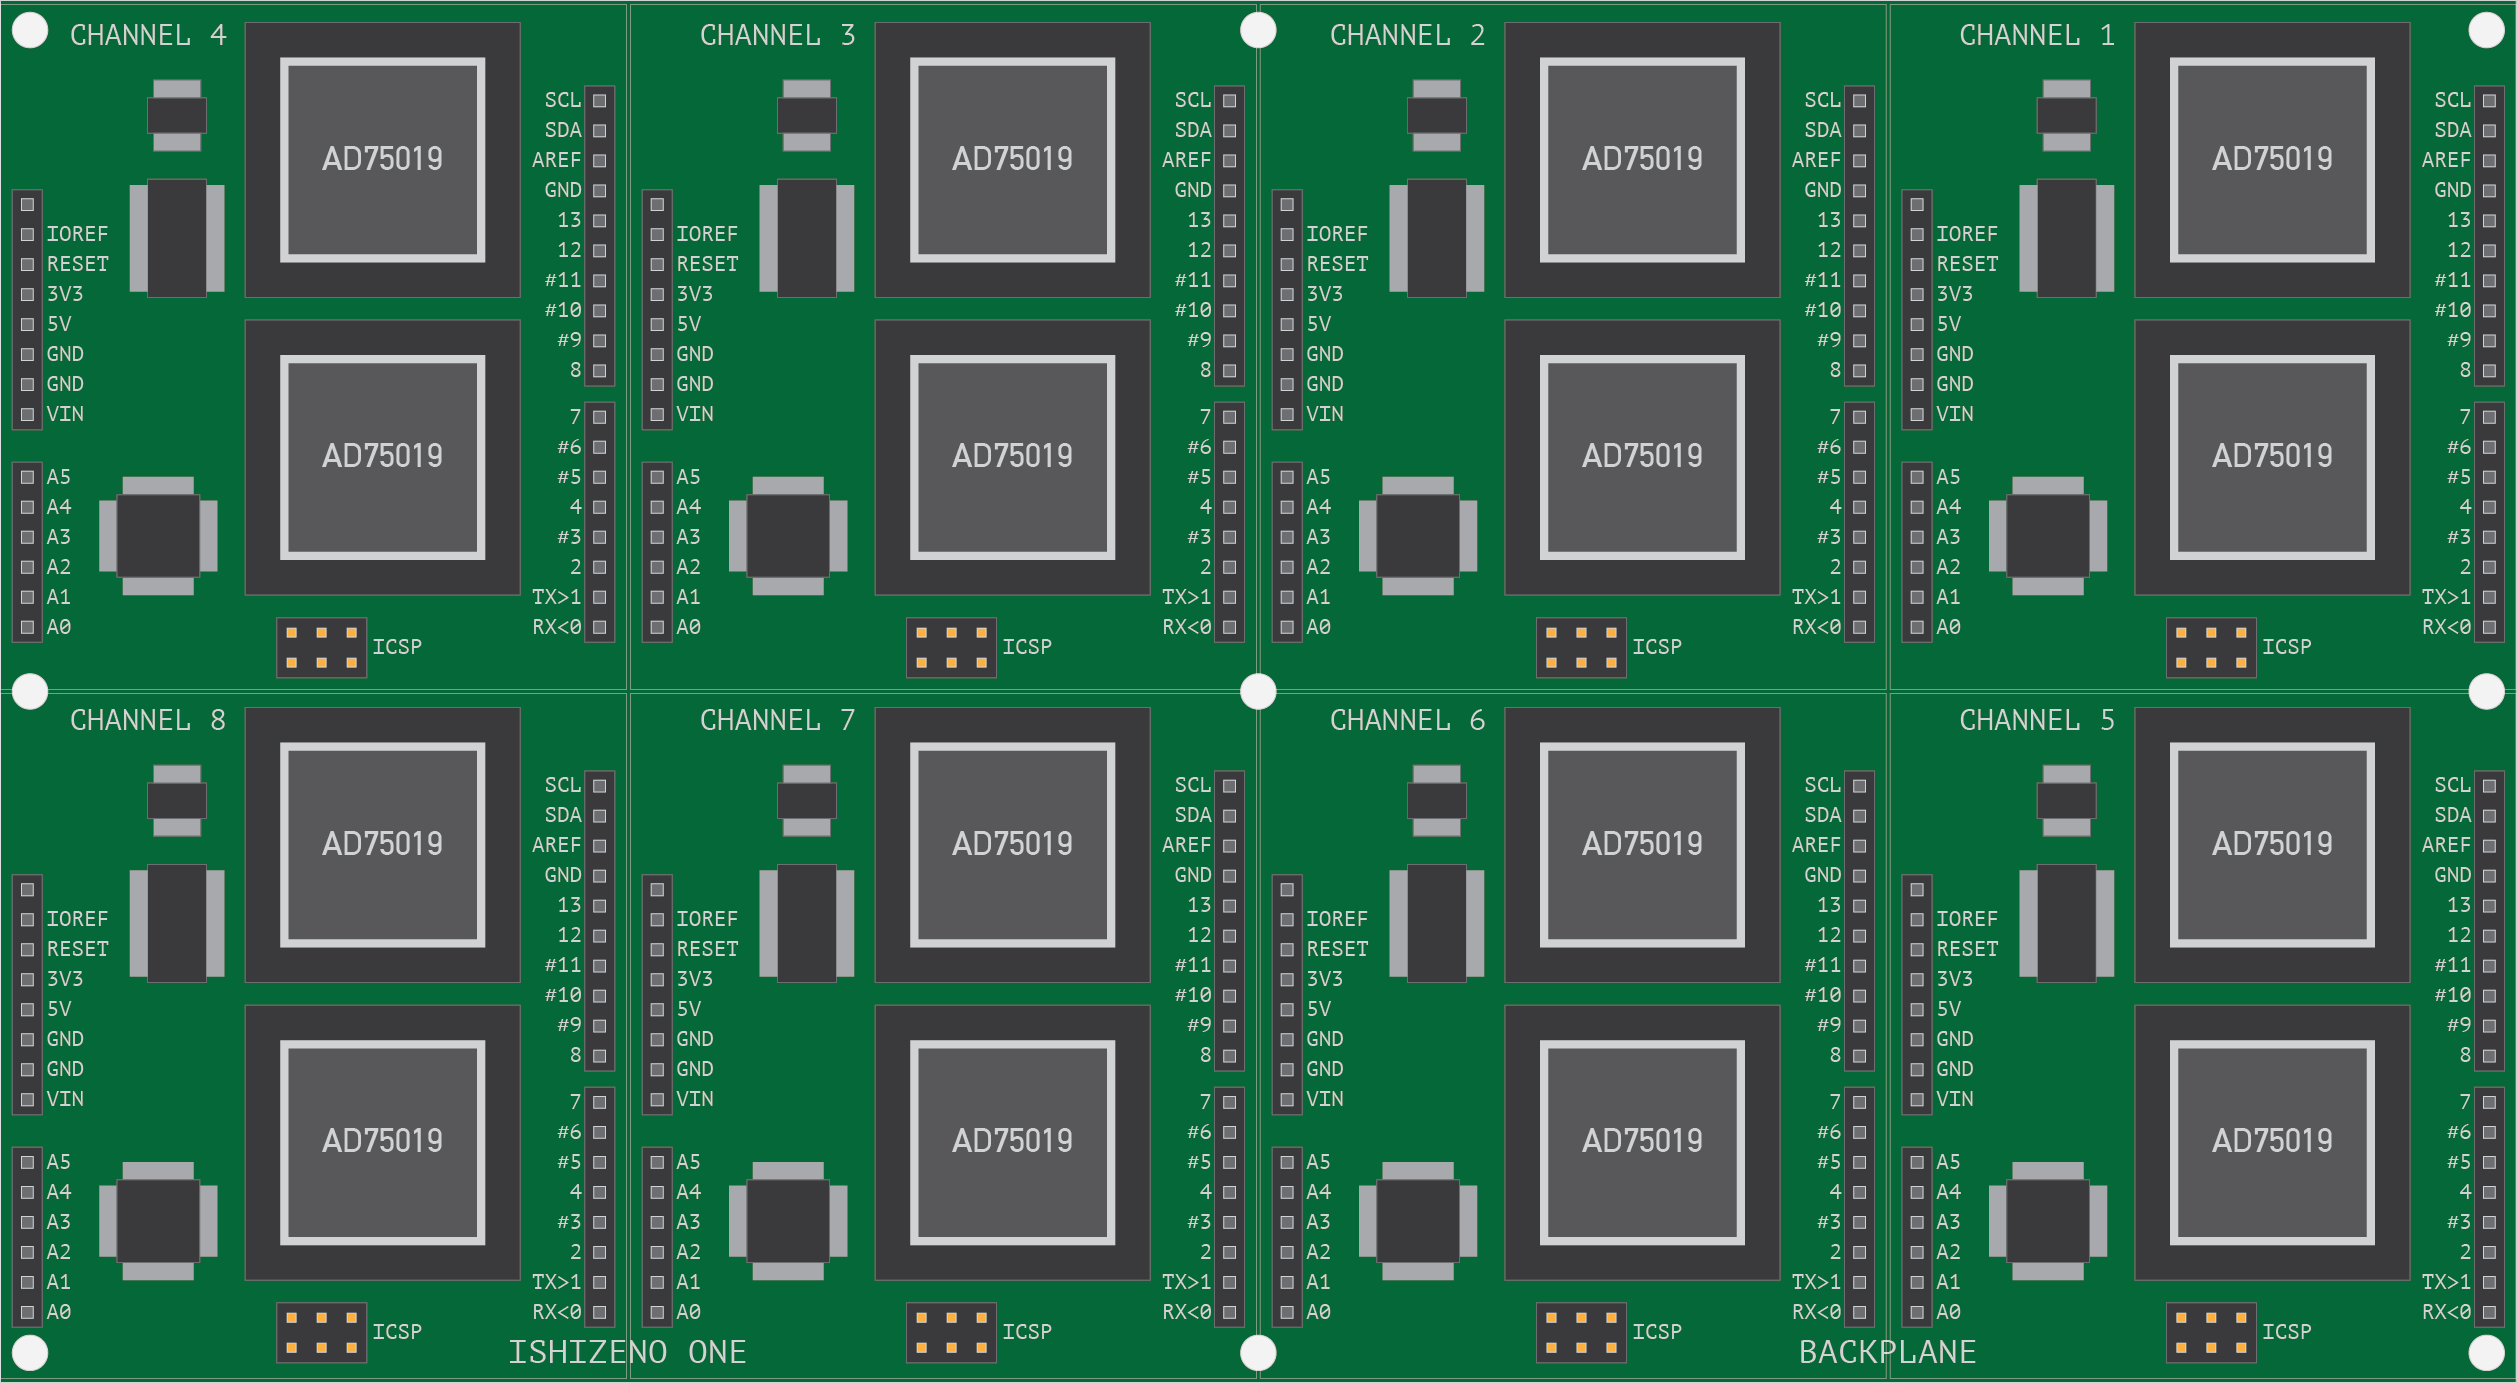 CHANNEL 4
AD75019
SCL
SDA
AREF
GND
13
12
#11
#10
#9
8
IOREF
RESET
3V3
5V
GND
GND
VIN
AD75019
7
#6
#5
4
#3
2
TX>1
RX<0
A5
A4
A3
A2
A1
A0
ICSP
CHANNEL 3
AD75019
SCL
SDA
AREF
GND
13
12
#11
#10
#9
8
IOREF
RESET
3V3
5V
GND
GND
VIN
AD75019
7
#6
#5
4
#3
2
TX>1
RX<0
A5
A4
A3
A2
A1
A0
ICSP
CHANNEL 2
AD75019
SCL
SDA
AREF
GND
13
12
#11
#10
#9
8
IOREF
RESET
3V3
5V
GND
GND
VIN
AD75019
7
#6
#5
4
#3
2
TX>1
RX<0
A5
A4
A3
A2
A1
A0
ICSP
CHANNEL 1
AD75019
SCL
SDA
AREF
GND
13
12
#11
#10
#9
8
IOREF
RESET
3V3
5V
GND
GND
VIN
AD75019
7
#6
#5
4
#3
2
TX>1
RX<0
A5
A4
A3
A2
A1
A0
ICSP
CHANNEL 8
AD75019
SCL
SDA
AREF
GND
13
12
#11
#10
#9
8
IOREF
RESET
3V3
5V
GND
GND
VIN
AD75019
7
#6
#5
4
#3
2
TX>1
RX<0
A5
A4
A3
A2
A1
A0
ICSP
CHANNEL 7
AD75019
SCL
SDA
AREF
GND
13
12
#11
#10
#9
8
IOREF
RESET
3V3
5V
GND
GND
VIN
AD75019
7
#6
#5
4
#3
2
TX>1
RX<0
A5
A4
A3
A2
A1
A0
ICSP
CHANNEL 6
AD75019
SCL
SDA
AREF
GND
13
12
#11
#10
#9
8
IOREF
RESET
3V3
5V
GND
GND
VIN
AD75019
7
#6
#5
4
#3
2
TX>1
RX<0
A5
A4
A3
A2
A1
A0
ICSP
CHANNEL 5
AD75019
SCL
SDA
AREF
GND
13
12
#11
#10
#9
8
IOREF
RESET
3V3
5V
GND
GND
VIN
AD75019
7
#6
#5
4
#3
2
TX>1
RX<0
A5
A4
A3
A2
A1
A0
ICSP
ISHIZENO ONE
BACKPLANE